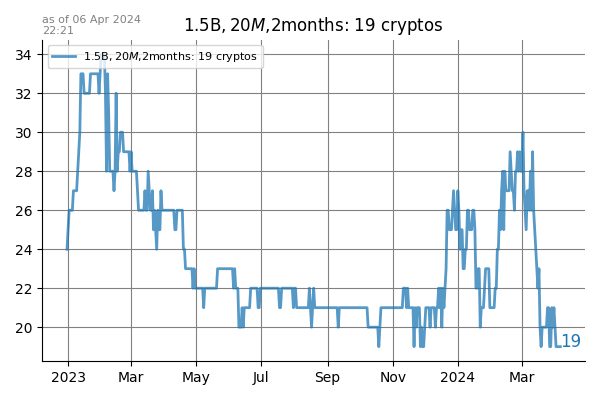 as of 06 Apr 2024
22:21
1.5B, 20M,2months: 19 cryptos
1.5B, 20M,2months: 19 cryptos
34
32
30
28
26
24
22
20
19
2023 Mar May Jul Sep Nov 2024 Mar